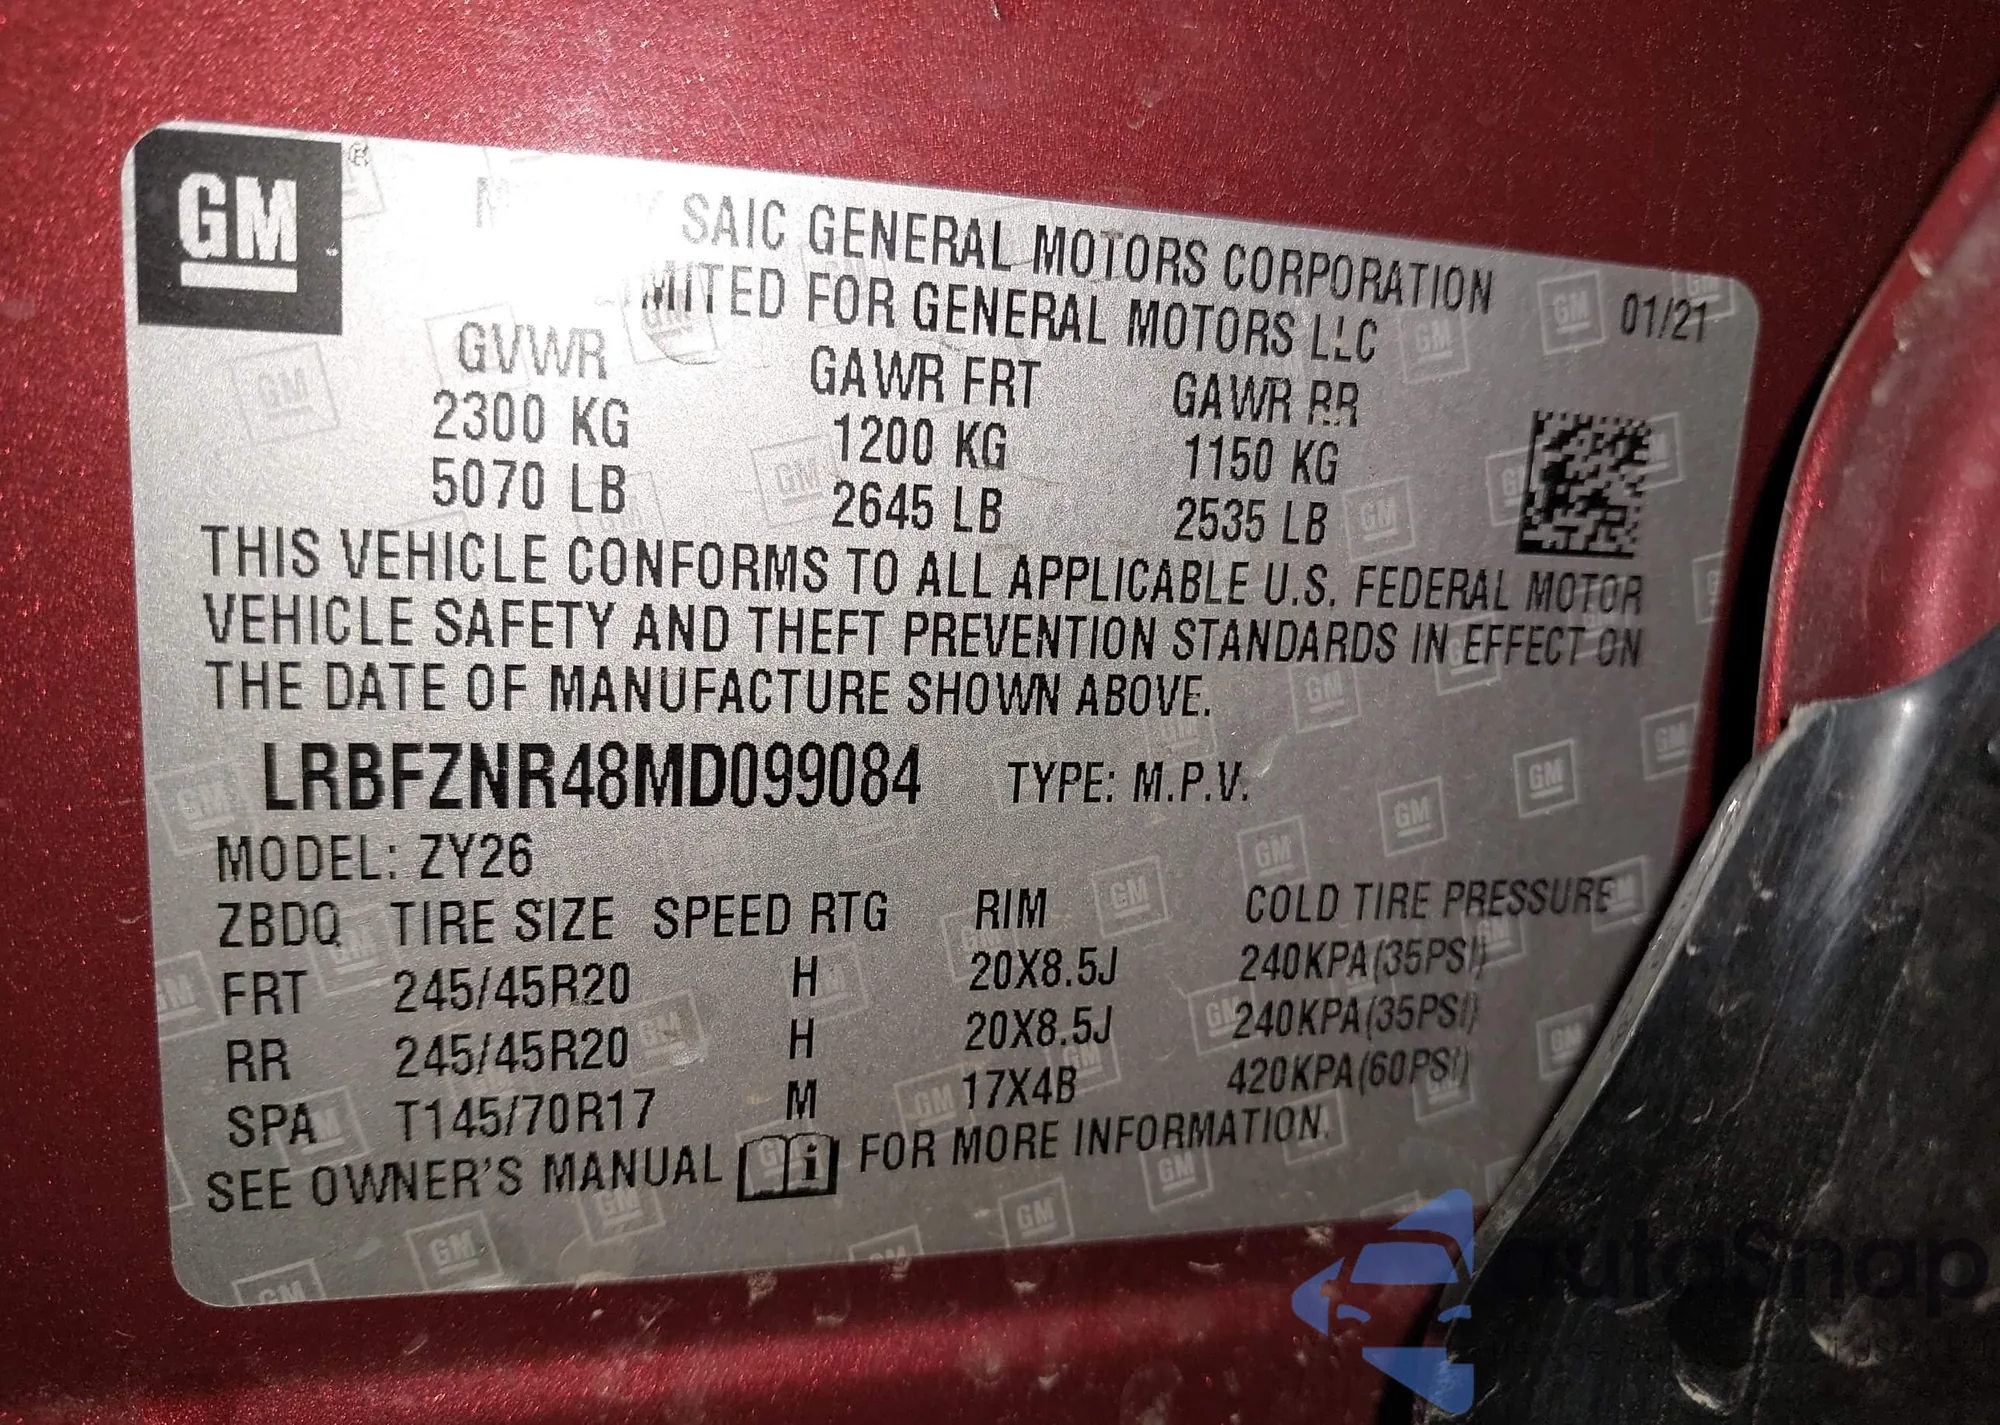 GM
SAIC GENERAL MOTORS CORPORATION
FOR GENERAL MOTORS LLC
01/21
GVWR GAWR FRT GAWR RR
2300 KG 1200 KG 1150 KG
5070 LB 2645 LB 2535 LB
THIS VEHICLE CONFORMS TO ALL APPLICABLE U.S. FEDERAL MOTOR
VEHICLE SAFETY AND THEFT PREVENTION STANDARDS IN EFFECT ON
THE DATE OF MANUFACTURE SHOWN ABOVE.
LRBFZNR48MD099084 TYPE: M.P.V.
MODEL: ZY26
ZBDQ TIRE SIZE SPEED RTG RIM COLD TIRE PRESSURE
FRT 245/45R20 H 20X8.5J 240KPA(35PSI)
RR 245/45R20 H 20X8.5J 240KPA(35PSI)
SPA T145/70R17 M 17X4B 420KPA(60PSI)
SEE OWNER'S MANUAL i FOR MORE INFORMATION.
autoSnap